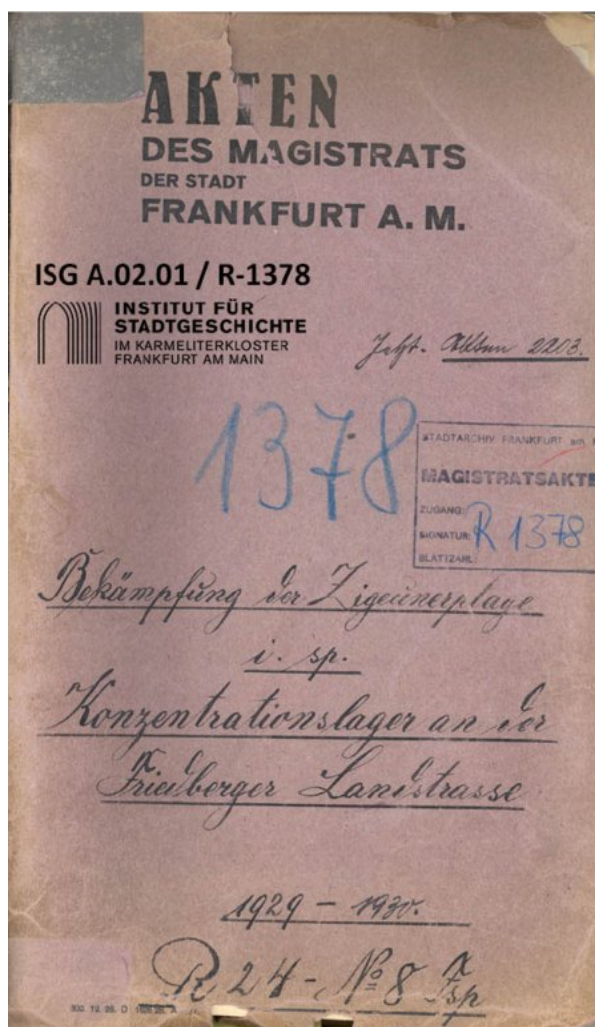 AKTEN
DES MAGISTRATS
DER STADT
FRANKFURT A. M.
ISG A.02.01 / R-1378
INSTITUT FÜR
STADTGESCHICHTE
IM KARMELITERKLOSTER
FRANKFURT AM MAIN
Jetzt. Akten 2203.
1378
STADTARCHIV FRANKFURT am
MAGISTRATSAKTE
ZUGANG:
SIGNATUR: R 1378
BLATTZAHL:
Bekämpfung der Zigeunerplage
i. sp.
Konzentrationslager an der
Friedberger Landstrasse
1929 – 1930.
R 24 - Nº 8